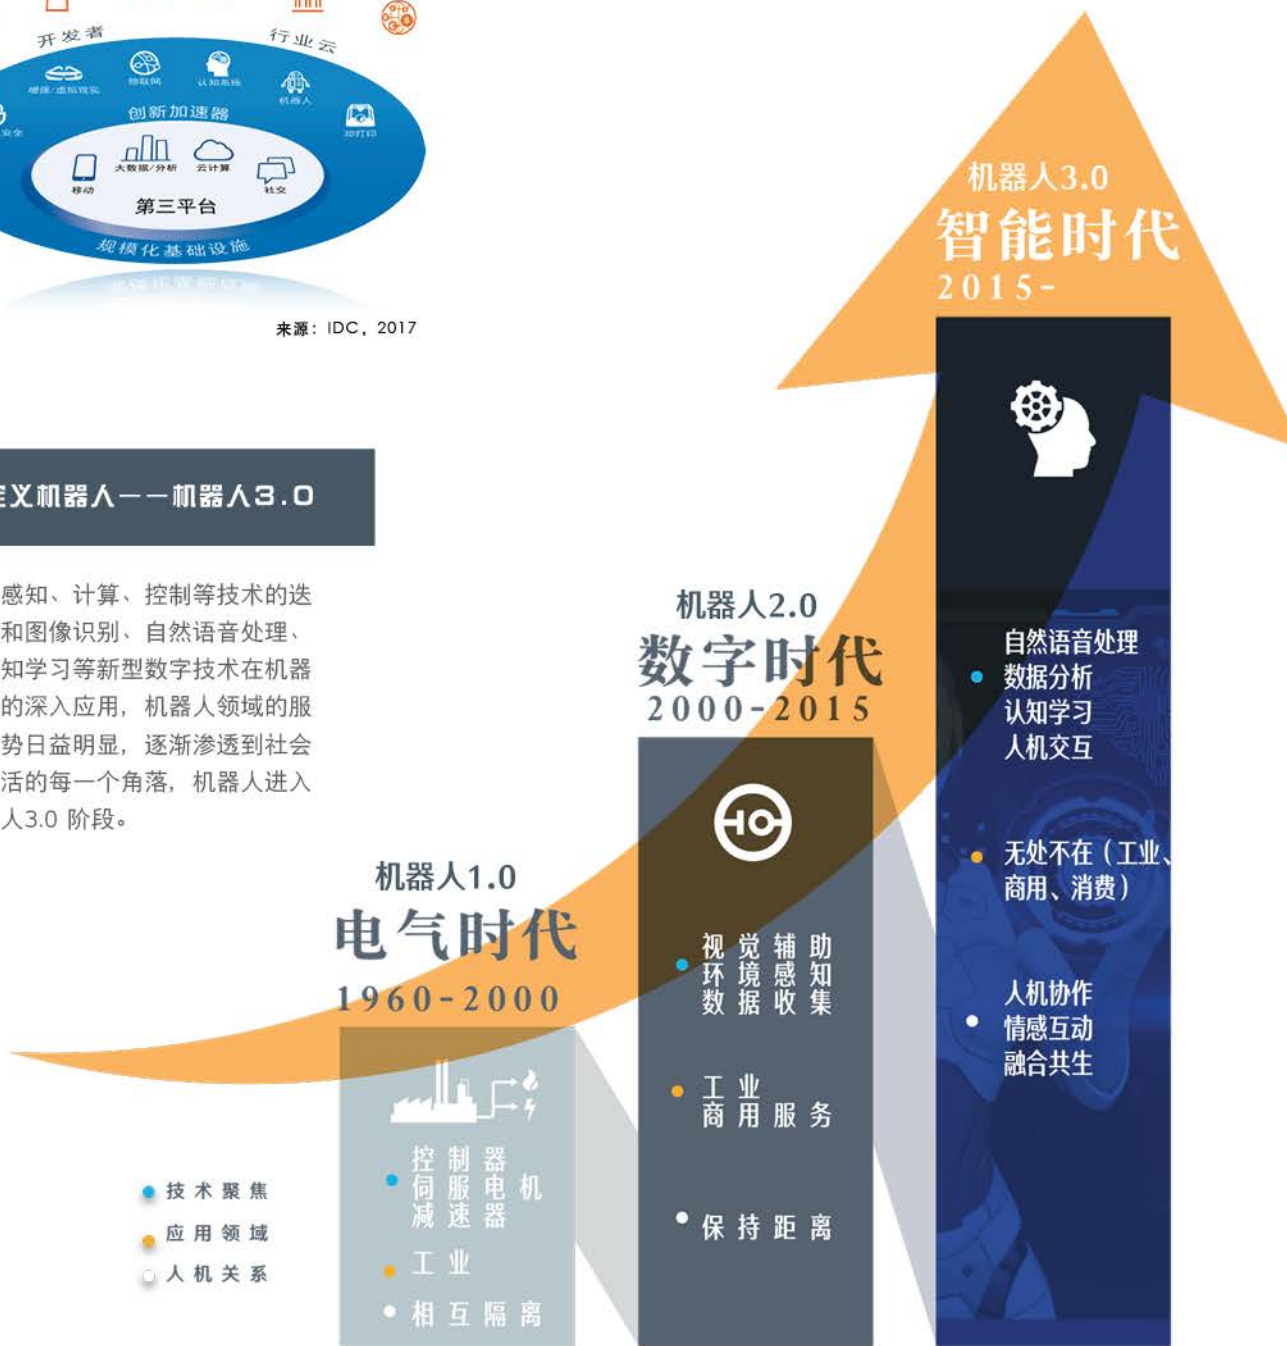 开发者
行业云
增强/虚拟现实
物联网
认知系统
机器人
安全
创新加速器
3D打印
移动
大数据/分析
云计算
社交
第三平台
规模化基础设施
来源：IDC，2017
义机器人——机器人3.0
感知、计算、控制等技术的迭
和图像识别、自然语音处理、
知学习等新型数字技术在机器
的深入应用，机器人领域的服
势日益明显，逐渐渗透到社会
活的每一个角落，机器人进入
人3.0 阶段。
技术聚焦
应用领域
人机关系
机器人1.0
电气时代
1960-2000
控制器
伺服电机
减速器
工业
相互隔离
机器人2.0
数字时代
2000-2015
视觉辅助
环境感知
数据收集
工业
商用服务
保持距离
机器人3.0
智能时代
2015-
自然语音处理
数据分析
认知学习
人机交互
无处不在（工业、
商用、消费）
人机协作
情感互动
融合共生